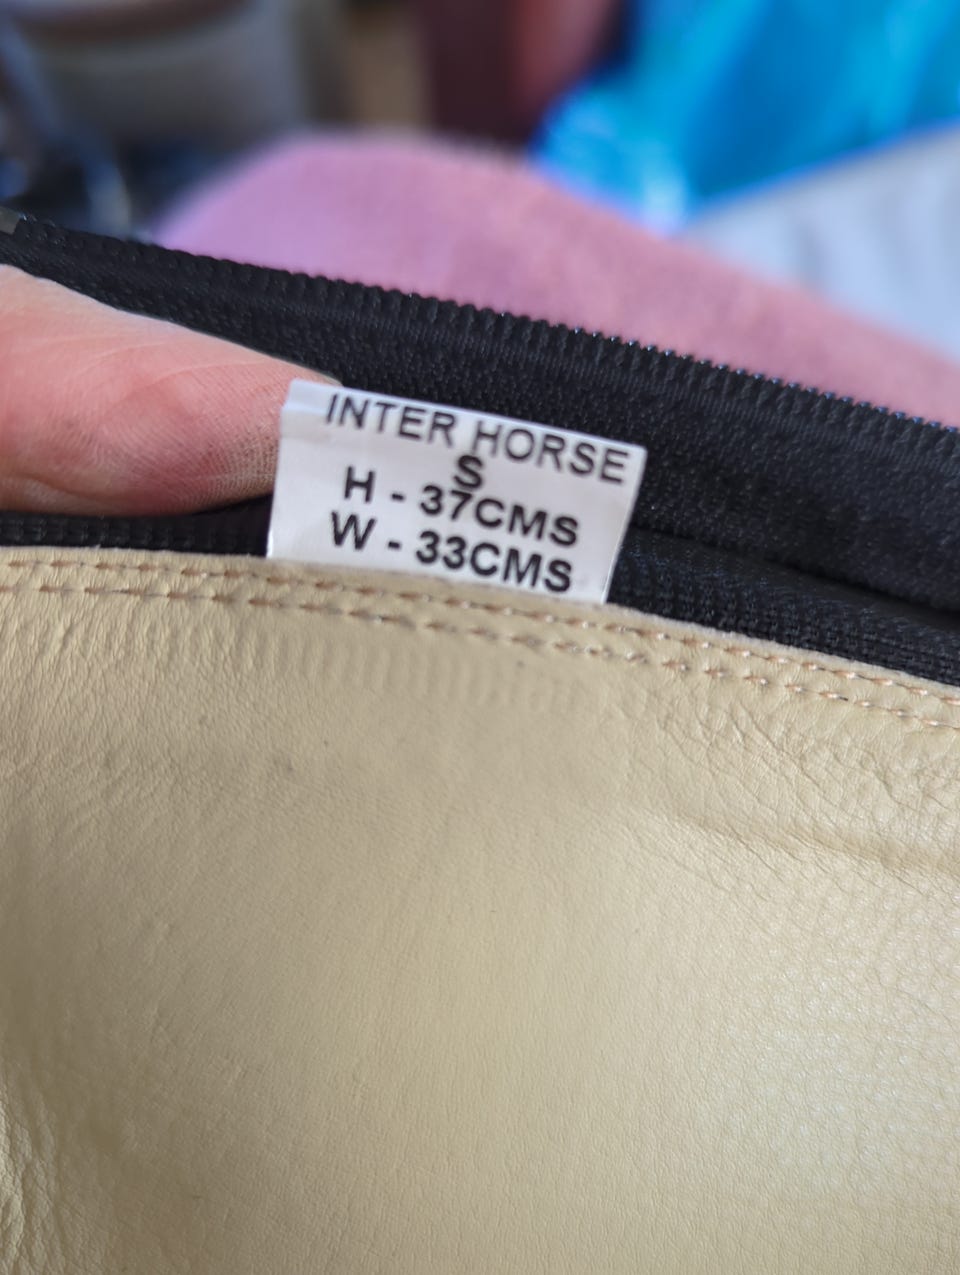 INTER HORSE
S
H - 37CMS
W - 33CMS